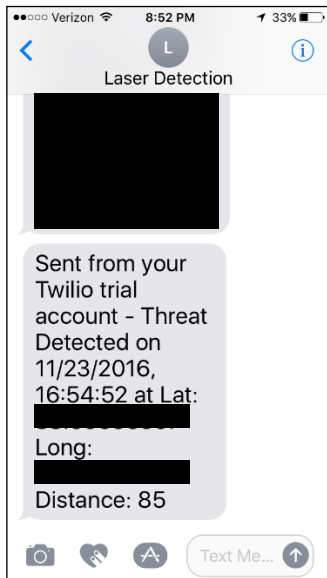 Verizon 8:52 PM 33%
L
Laser Detection
Sent from your
Twilio trial
account - Threat
Detected on
11/23/2016,
16:54:52 at Lat:
Long:
Distance: 85
Text Me...